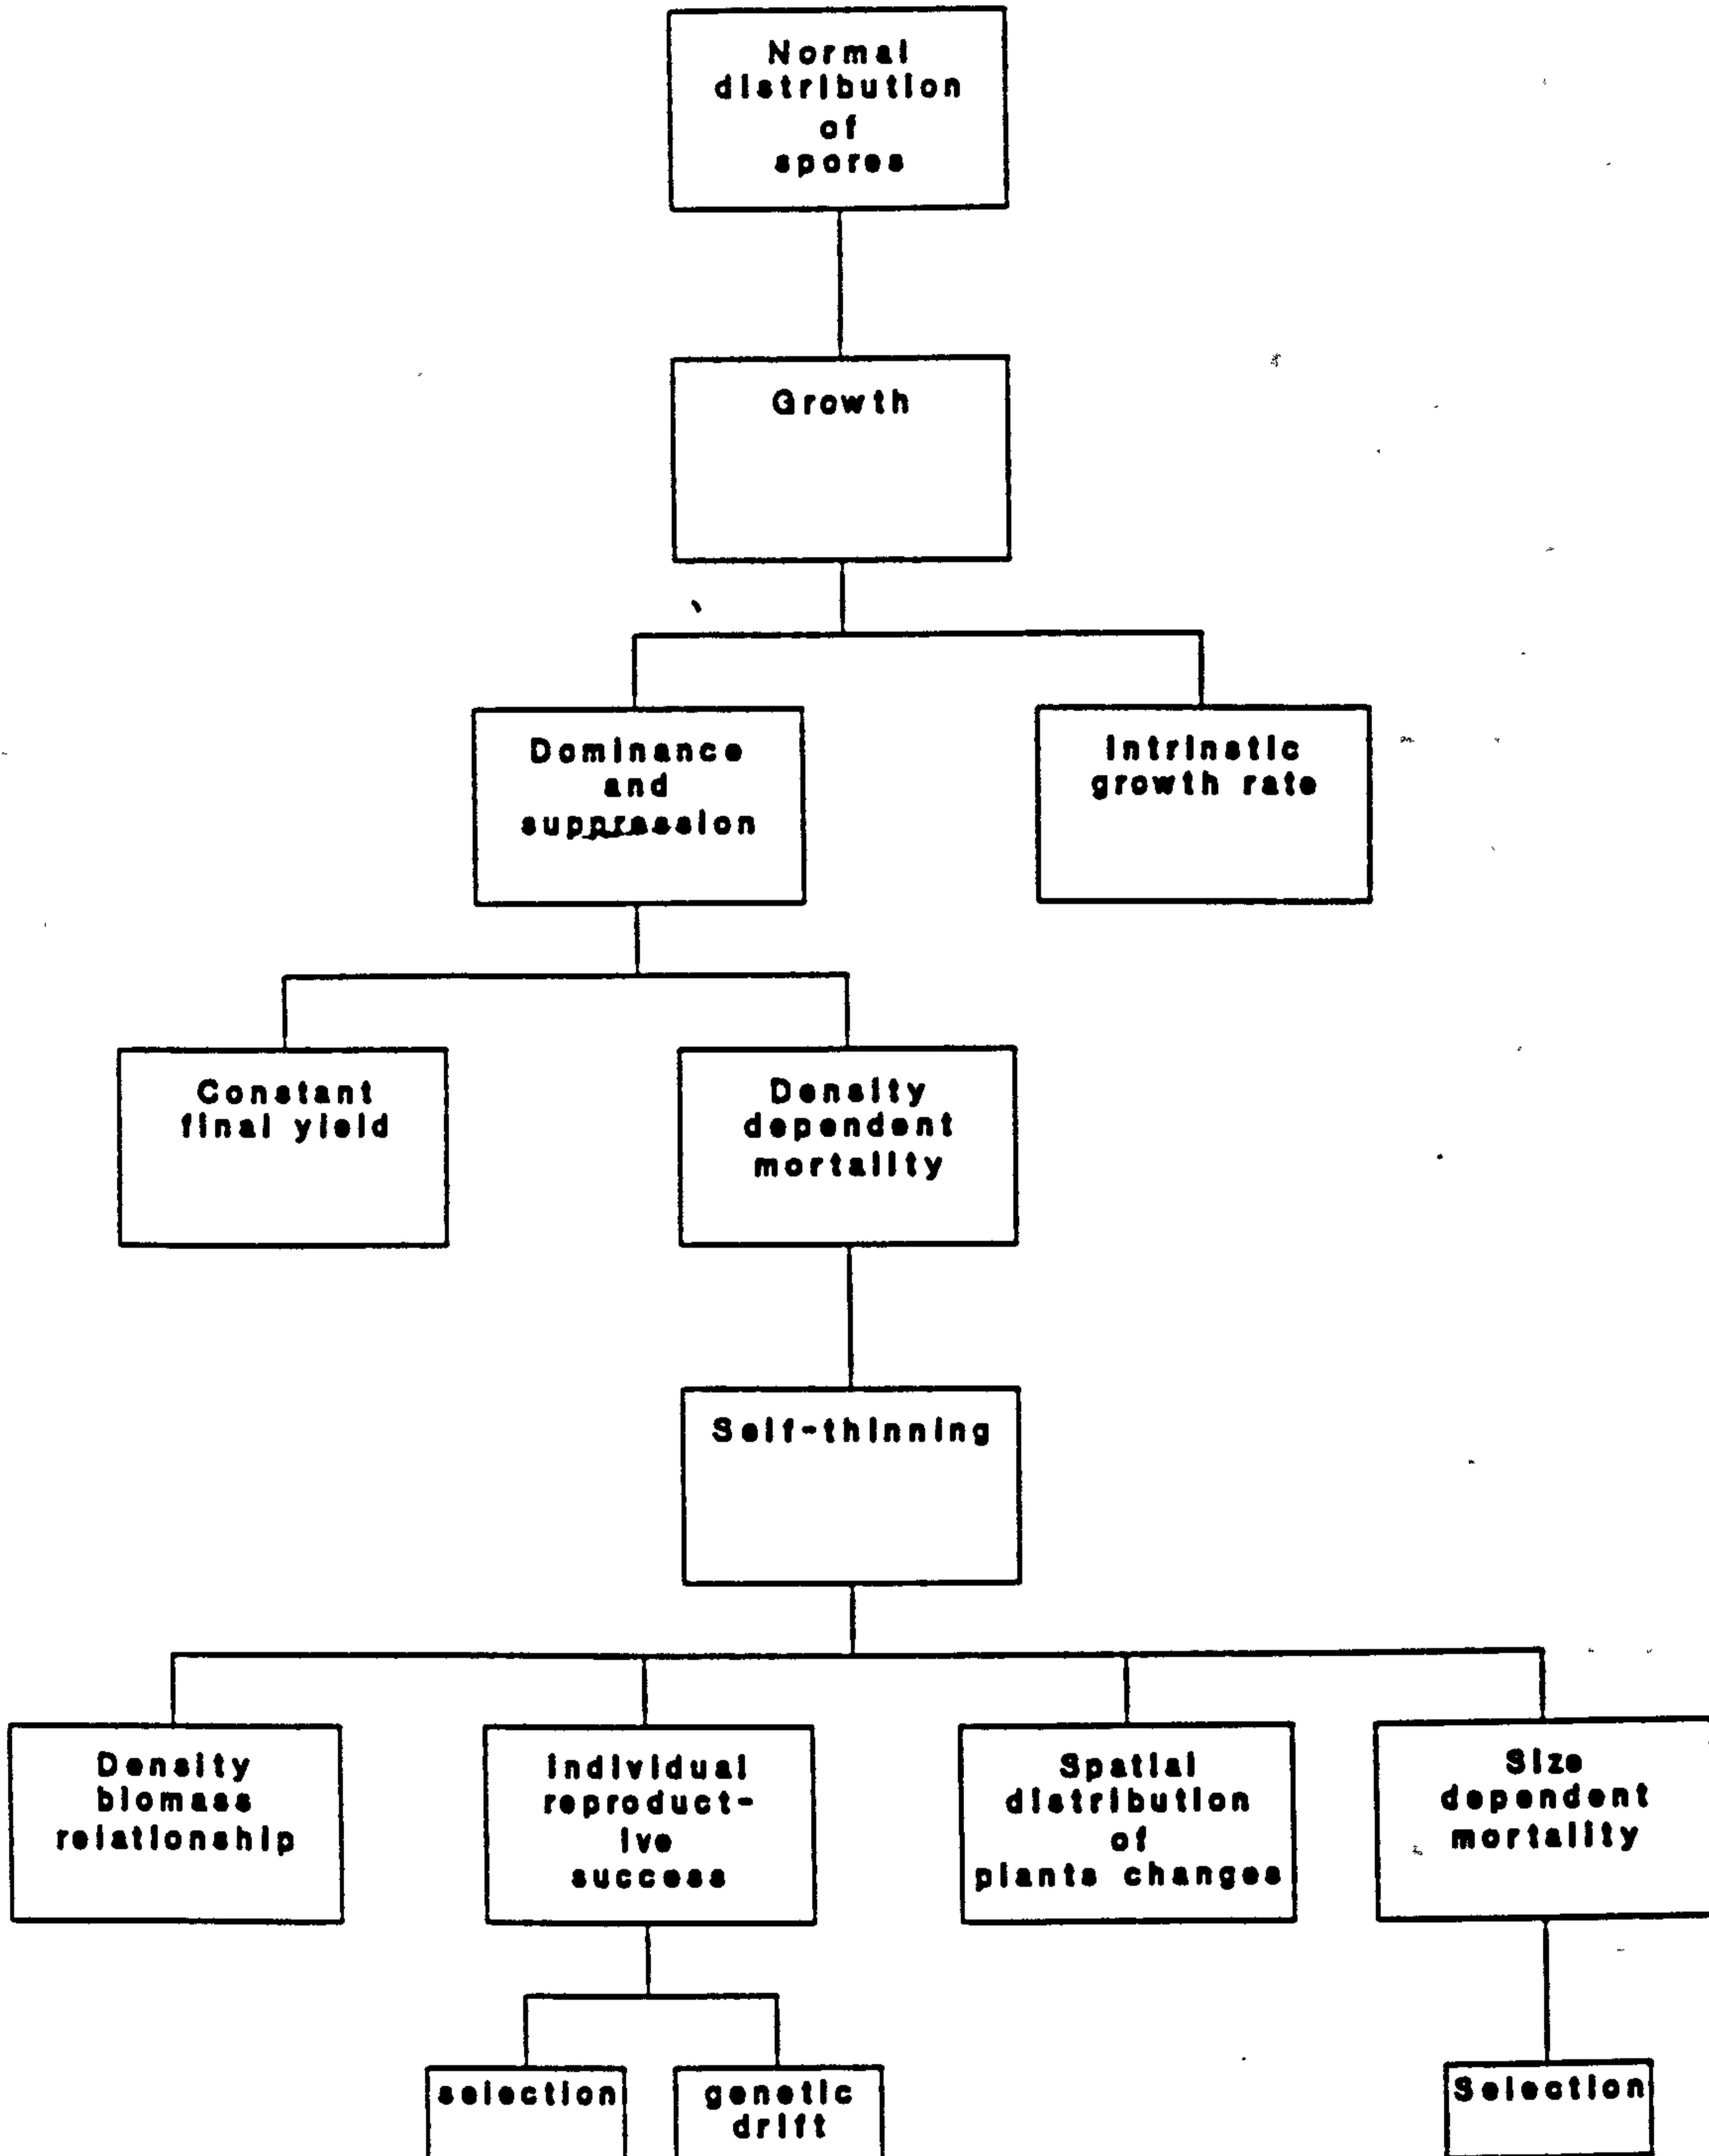 Normal
distribution
of
spores
Growth
Dominance
and
suppression
Intrinstic
growth rate
Constant
final yield
Density
dependent
mortality
Self-thinning
Density
biomass
relationship
Individual
reproduct-
ive
success
Spatial
distribution
of
plants changes
Size
dependent
mortality
selection
genetic
drift
Selection